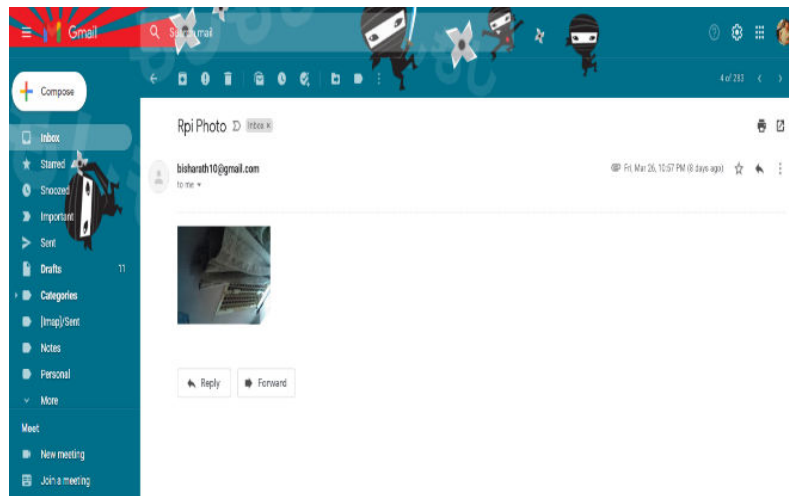 Gmail
Search mail
Compose
4 of 283
Inbox
Starred
Snoozed
Important
Sent
Drafts 11
Categories
[Imap]/Sent
Notes
Personal
More
Meet
New meeting
Join a meeting
Rpi Photo Inbox ×
bisharath10@gmail.com Fri, Mar 26, 10:57 PM (8 days ago)
to me
Reply Forward